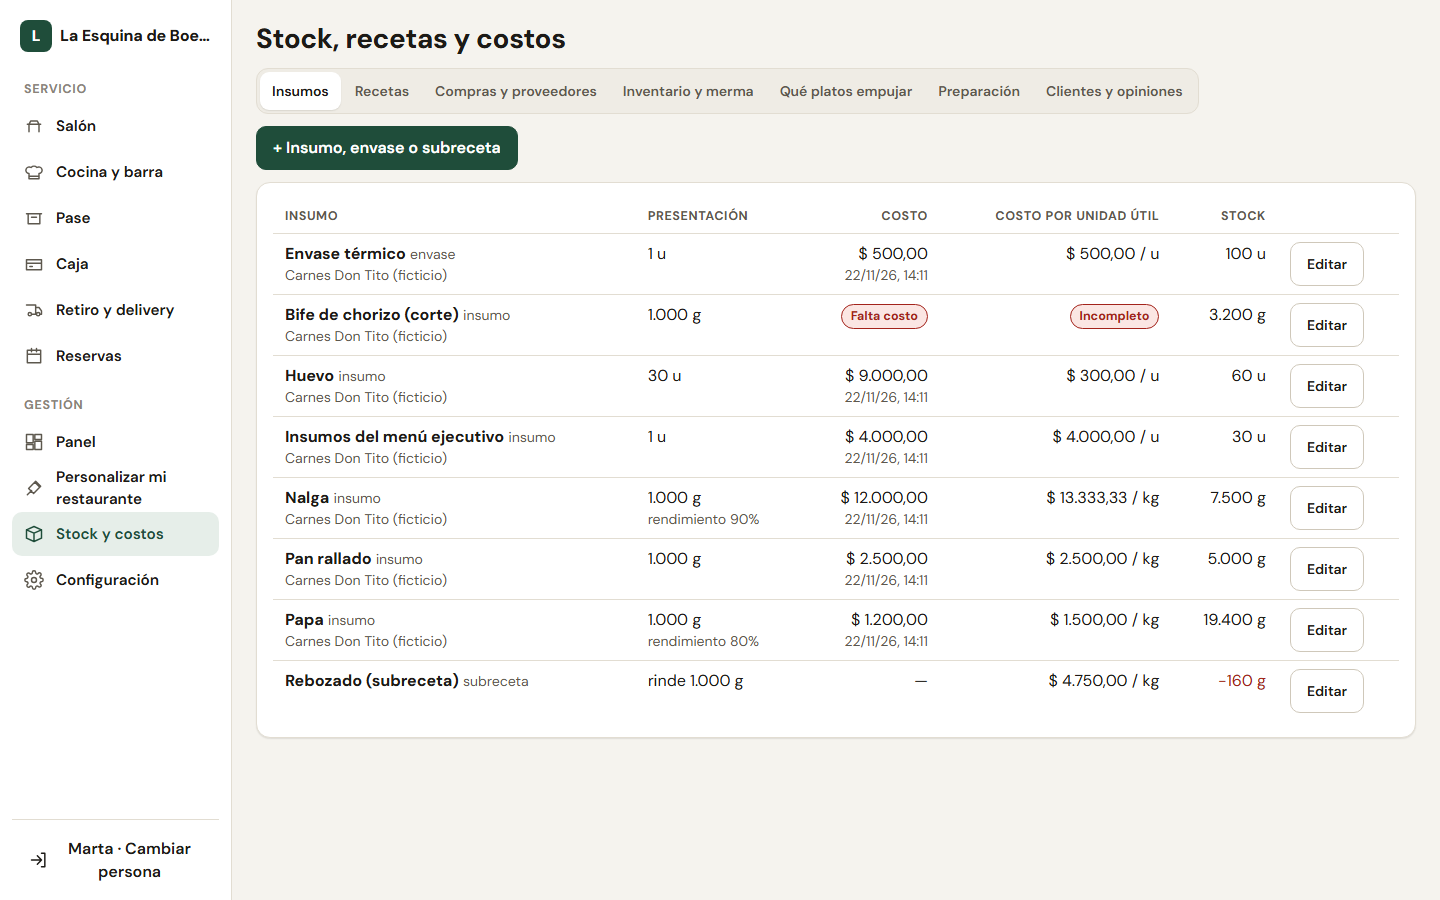 L La Esquina de Boe...
SERVICIO
Salón
Cocina y barra
Pase
Caja
Retiro y delivery
Reservas
GESTIÓN
Panel
Personalizar mi
restaurante
Stock y costos
Configuración
Marta · Cambiar
persona
Stock, recetas y costos
Insumos Recetas Compras y proveedores Inventario y merma Qué platos empujar Preparación Clientes y opiniones
+ Insumo, envase o subreceta
INSUMO PRESENTACIÓN COSTO COSTO POR UNIDAD ÚTIL STOCK
Envase térmico envase 1 u $ 500,00 $ 500,00 / u 100 u Editar
Carnes Don Tito (ficticio) 22/11/26, 14:11
Bife de chorizo (corte) insumo 1.000 g Falta costo Incompleto 3.200 g Editar
Carnes Don Tito (ficticio)
Huevo insumo 30 u $ 9.000,00 $ 300,00 / u 60 u Editar
Carnes Don Tito (ficticio) 22/11/26, 14:11
Insumos del menú ejecutivo insumo 1 u $ 4.000,00 $ 4.000,00 / u 30 u Editar
Carnes Don Tito (ficticio) 22/11/26, 14:11
Nalga insumo 1.000 g $ 12.000,00 $ 13.333,33 / kg 7.500 g Editar
Carnes Don Tito (ficticio) rendimiento 90% 22/11/26, 14:11
Pan rallado insumo 1.000 g $ 2.500,00 $ 2.500,00 / kg 5.000 g Editar
Carnes Don Tito (ficticio) 22/11/26, 14:11
Papa insumo 1.000 g $ 1.200,00 $ 1.500,00 / kg 19.400 g Editar
Carnes Don Tito (ficticio) rendimiento 80% 22/11/26, 14:11
Rebozado (subreceta) subreceta rinde 1.000 g — $ 4.750,00 / kg -160 g Editar